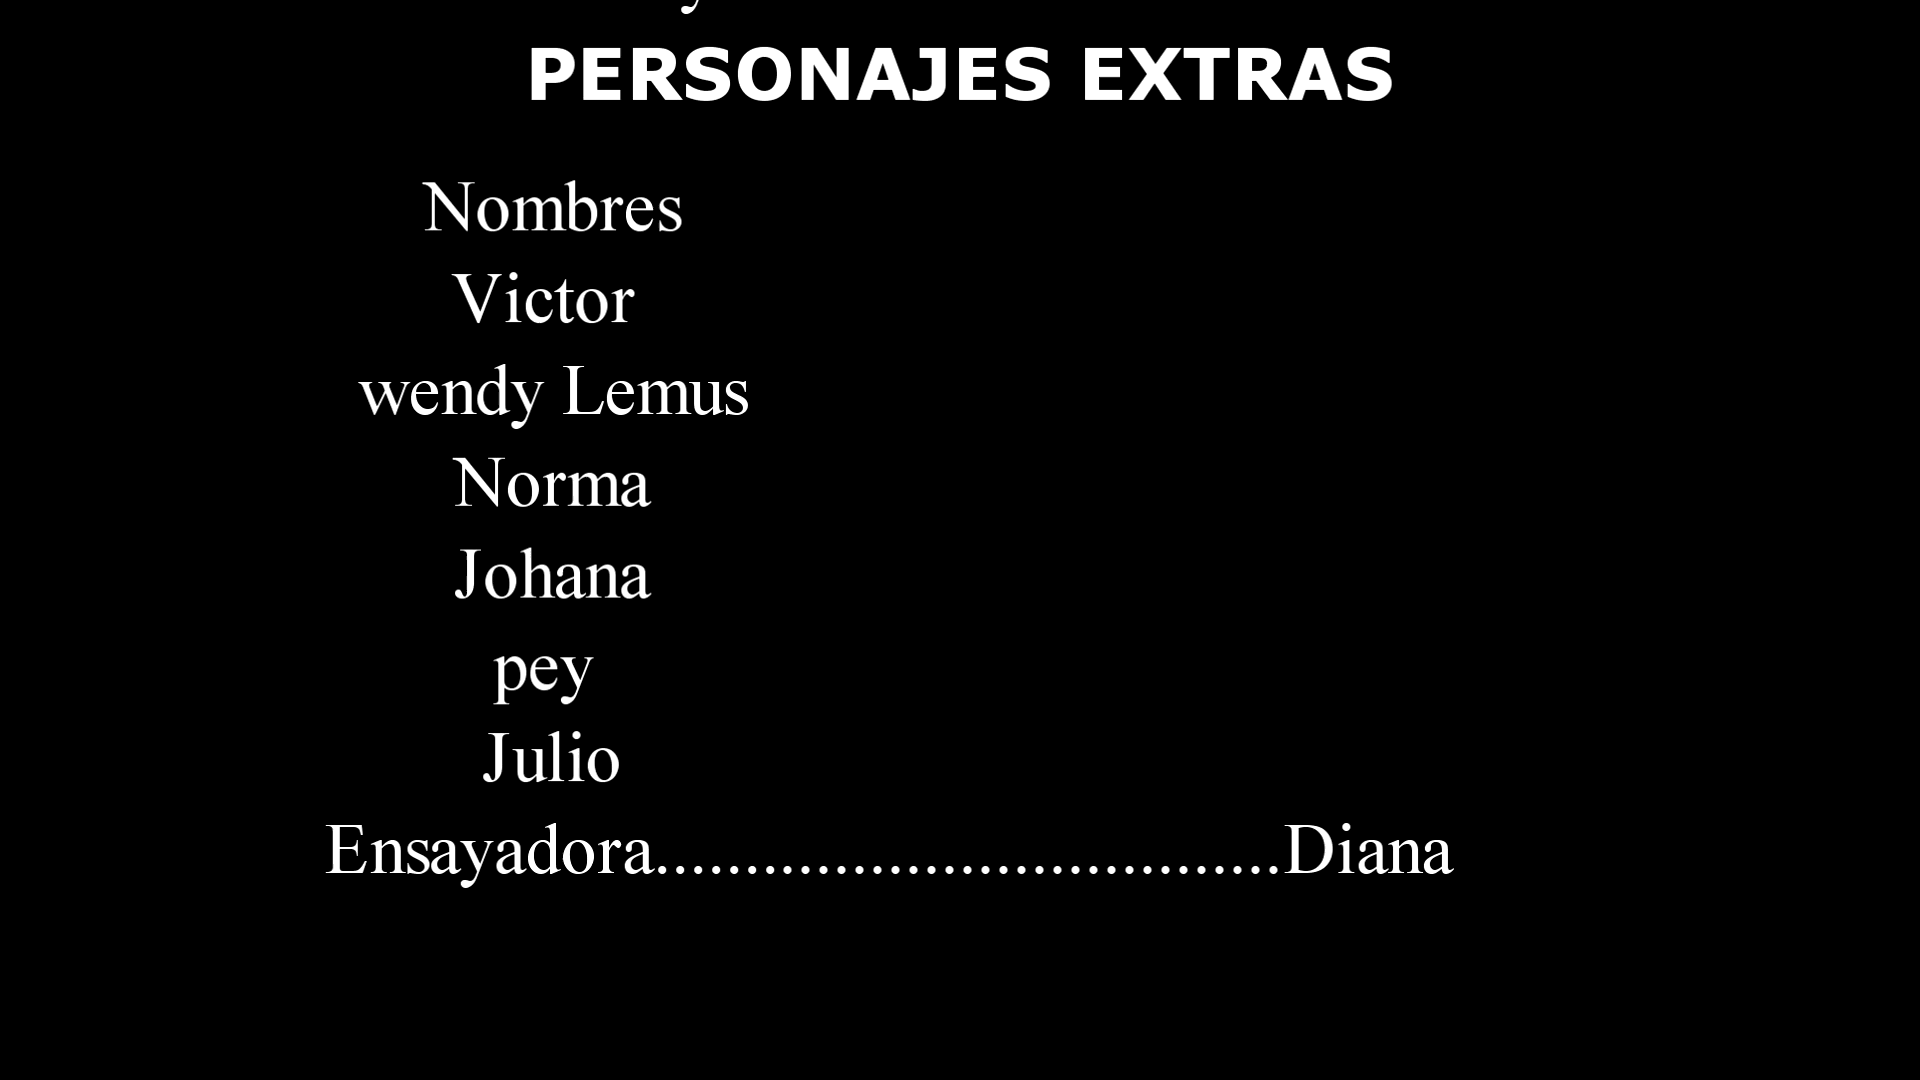 PERSONAJES EXTRAS
Nombres
Victor
wendy Lemus
Norma
Johana
pey
Julio
Ensayadora...................................Diana